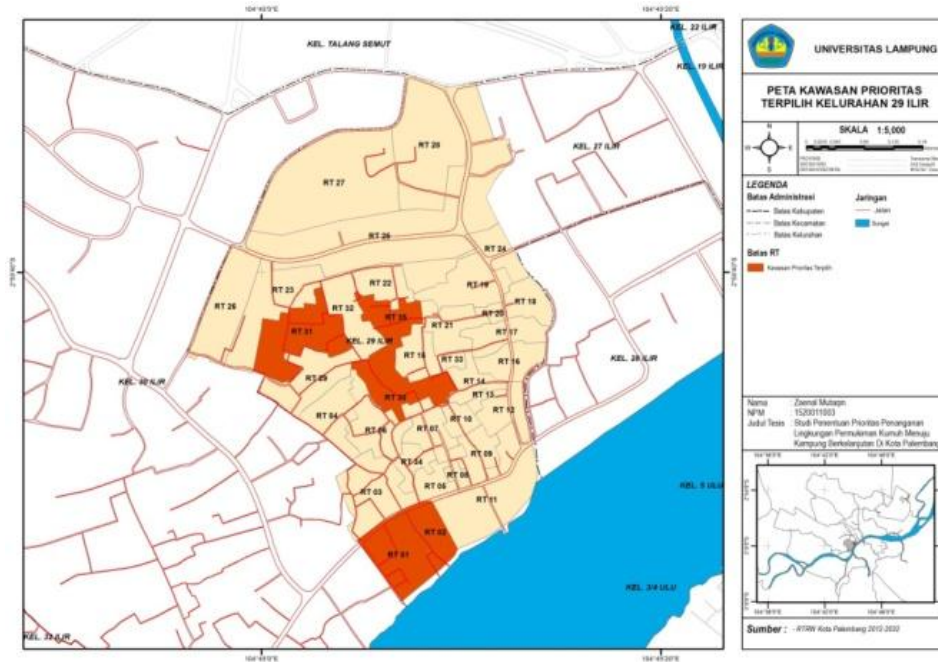 104°45'0"E
104°45'20"E
KEL. TALANG SEMUT
KEL. 22 ILIR
KEL. 19 ILIR
KEL. 27 ILIR
RT 28
RT 27
RT 26
RT 24
RT 23
RT 22
RT 19
RT 26
RT 32
RT 18
RT 31
RT 20
RT 21
RT 17
KEL. 29 ILIR
RT 15
RT 33
RT 16
KEL. 28 ILIR
KEL. 30 ILIR
RT 29
RT 14
RT 13
RT 30
RT 12
RT 04
RT 10
RT 06
RT 07
RT 09
RT 34
RT 08
RT 03
RT 05
RT 11
KEL. 5 ULU
RT 02
RT 01
KEL. 3/4 ULU
KEL. 32 ILIR
UNIVERSITAS LAMPUNG
PETA KAWASAN PRIORITAS
TERPILIH KELURAHAN 29 ILIR
N
W E
S
SKALA 1:5,000
LEGENDA
Batas Administrasi
Batas Kabupaten
Batas Kecamatan
Batas Kelurahan
Jaringan
Jalan
Sungai
Batas RT
Kawasan Prioritas Terpilih
Nama : Zaenal Mutaqin
NPM : 1520011003
Judul Tesis : Studi Penentuan Prioritas Penanganan
Lingkungan Permukiman Kumuh Menuju
Kampung Berkelanjutan Di Kota Palembang
Sumber : - RTRW Kota Palembang 2012-2032